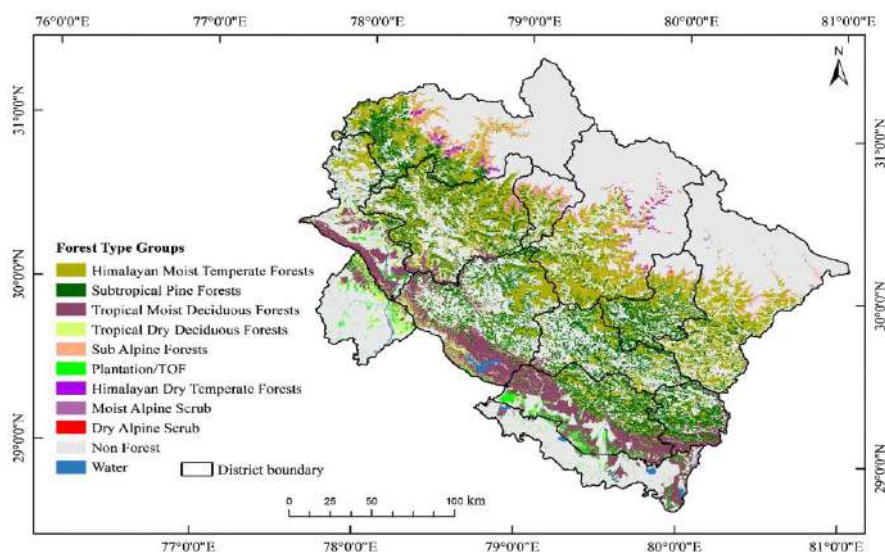 76°0'0"E 77°0'0"E 78°0'0"E 79°0'0"E 80°0'0"E 81°0'0"E
N
31°0'0"N
31°0'0"N
30°0'0"N
30°0'0"N
29°0'0"N
29°0'0"N
Forest Type Groups
Himalayan Moist Temperate Forests
Subtropical Pine Forests
Tropical Moist Deciduous Forests
Tropical Dry Deciduous Forests
Sub Alpine Forests
Plantation/TOF
Himalayan Dry Temperate Forests
Moist Alpine Scrub
Dry Alpine Scrub
Non Forest
Water District boundary
0 25 50 100 km
77°0'0"E 78°0'0"E 79°0'0"E 80°0'0"E 81°0'0"E